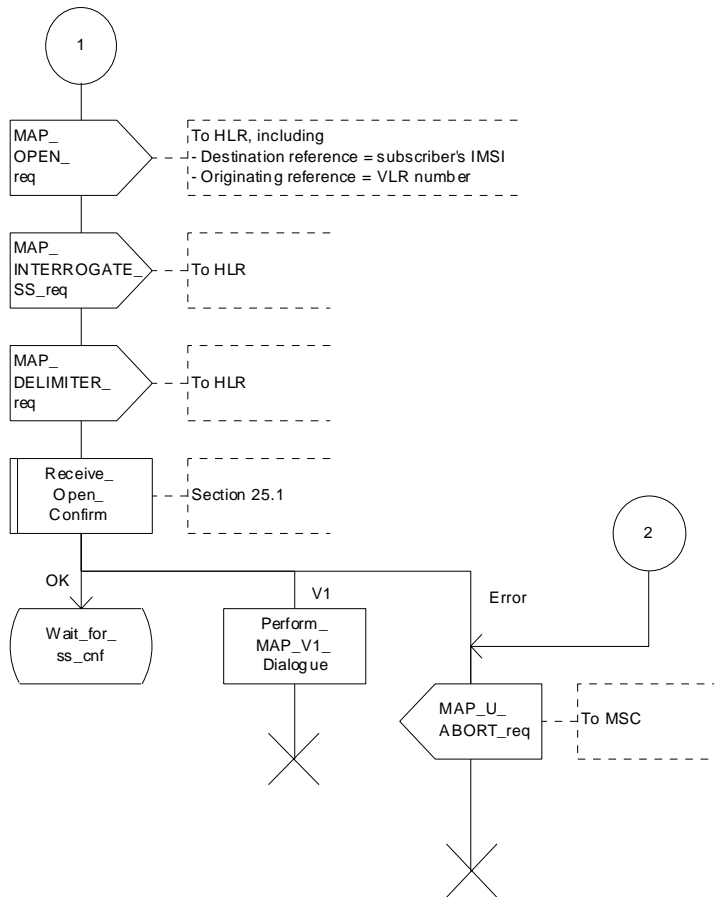 1
MAP_
OPEN_
req
To HLR, including
- Destination reference = subscriber's IMSI
- Originating reference = VLR number
MAP_
INTERROGATE_
SS_req
To HLR
MAP_
DELIMITER_
req
To HLR
Receive_
Open_
Confirm
Section 25.1
2
OK
V1
Error
Wait_for_
ss_cnf
Perform_
MAP_V1_
Dialogue
MAP_U_
ABORT_req
To MSC